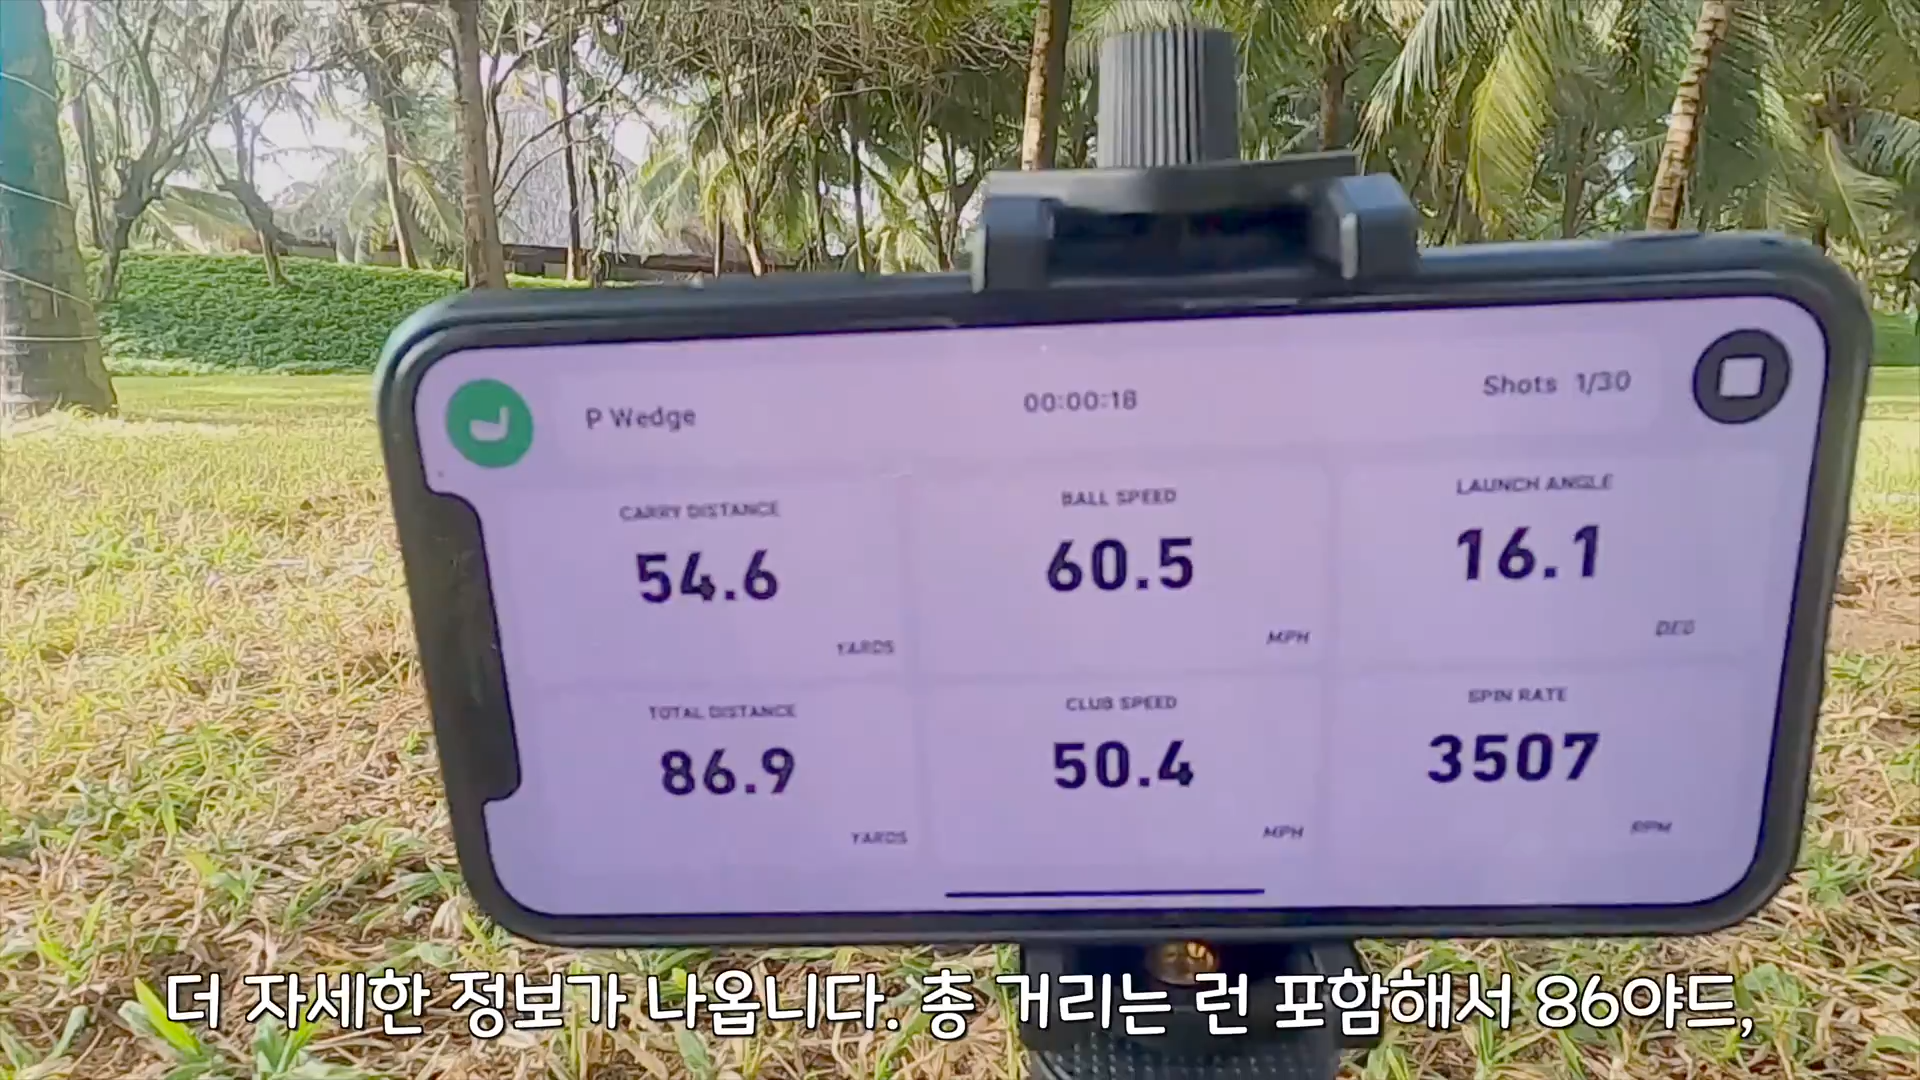 P Wedge
00:00:18
Shots 1/30
CARRY DISTANCE
54.6
YARDS
BALL SPEED
60.5
MPH
LAUNCH ANGLE
16.1
DEG
TOTAL DISTANCE
86.9
YARDS
CLUB SPEED
50.4
MPH
SPIN RATE
3507
RPM
더 자세한 정보가 나옵니다. 총 거리는 런 포함해서 86야드,